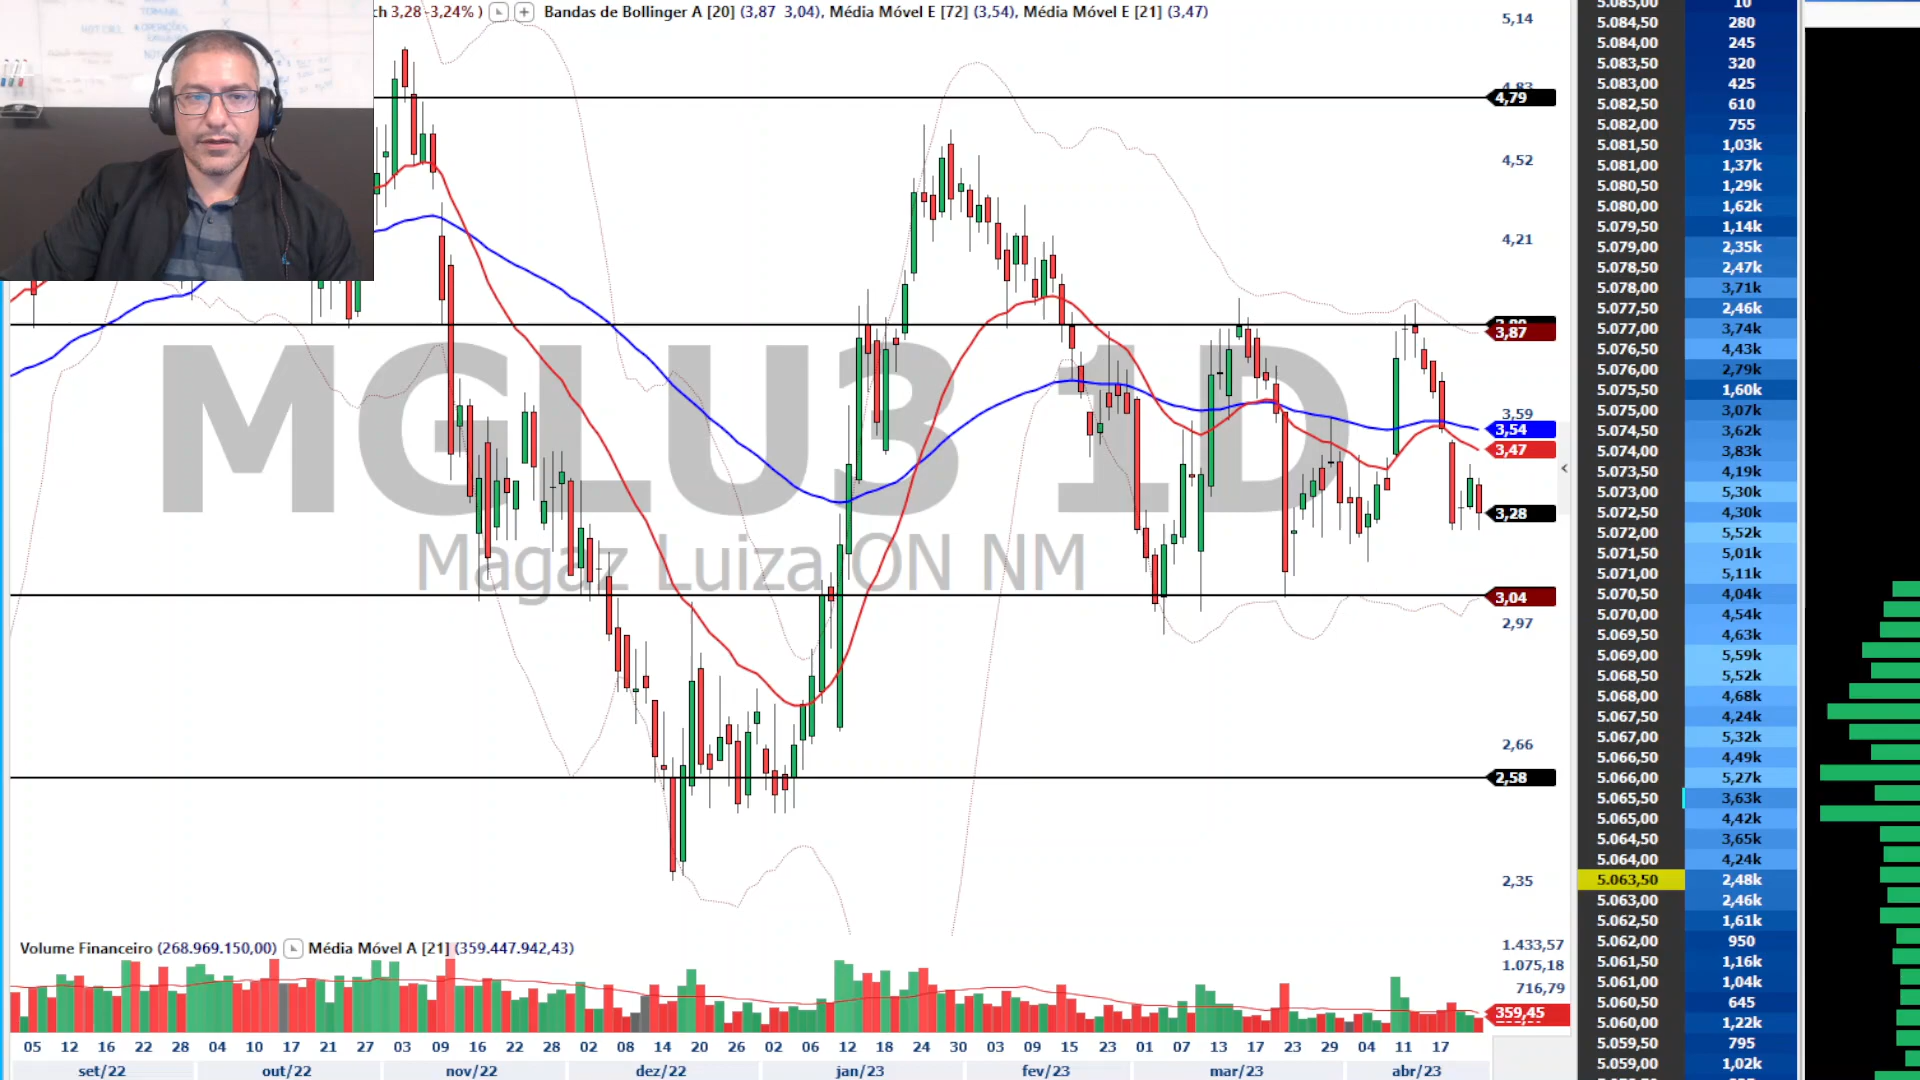 ch 3,28 -3,24% ) Bandas de Bollinger A [20] (3,87 3,04), Média Móvel E [72] (3,54), Média Móvel E [21] (3,47)
MGLU3 1D
Magaz Luiza ON NM
5,14
4,79
4,52
4,21
3,87
3,59
3,54
3,47
3,28
3,04
2,97
2,66
2,58
2,35
Volume Financeiro (268.969.150,00) Média Móvel A [21] (359.447.942,43)
1.433,57
1.075,18
716,79
359,45
05 12 16 22 28 04 10 17 21 27 03 09 16 22 28 02 08 14 20 26 02 06 12 18 24 30 03 09 15 23 01 07 13 17 23 29 04 11 17
set/22 out/22 nov/22 dez/22 jan/23 fev/23 mar/23 abr/23
5.085,00 10
5.084,50 280
5.084,00 245
5.083,50 320
5.083,00 425
5.082,50 610
5.082,00 755
5.081,50 1,03k
5.081,00 1,37k
5.080,50 1,29k
5.080,00 1,62k
5.079,50 1,14k
5.079,00 2,35k
5.078,50 2,47k
5.078,00 3,71k
5.077,50 2,46k
5.077,00 3,74k
5.076,50 4,43k
5.076,00 2,79k
5.075,50 1,60k
5.075,00 3,07k
5.074,50 3,62k
5.074,00 3,83k
5.073,50 4,19k
5.073,00 5,30k
5.072,50 4,30k
5.072,00 5,52k
5.071,50 5,01k
5.071,00 5,11k
5.070,50 4,04k
5.070,00 4,54k
5.069,50 4,63k
5.069,00 5,59k
5.068,50 5,52k
5.068,00 4,68k
5.067,50 4,24k
5.067,00 5,32k
5.066,50 4,49k
5.066,00 5,27k
5.065,50 3,63k
5.065,00 4,42k
5.064,50 3,65k
5.064,00 4,24k
5.063,50 2,48k
5.063,00 2,46k
5.062,50 1,61k
5.062,00 950
5.061,50 1,16k
5.061,00 1,04k
5.060,50 645
5.060,00 1,22k
5.059,50 795
5.059,00 1,02k